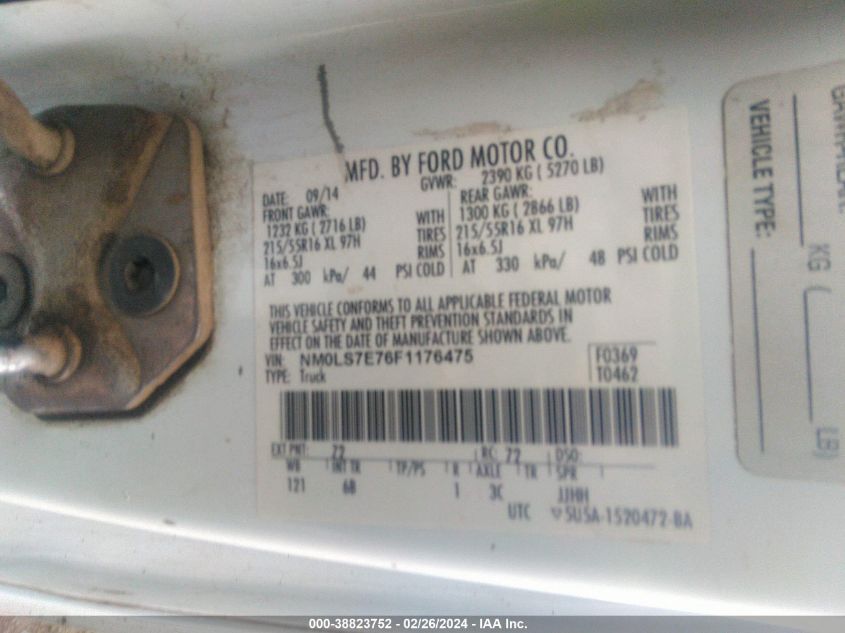 MFD. BY FORD MOTOR CO.
DATE: 09/14 GVWR: 2390 KG ( 5270 LB)
FRONT GAWR: REAR GAWR:
1232 KG ( 2716 LB) WITH 1300 KG ( 2866 LB) WITH
215/55R16 XL 97H TIRES 215/55R16 XL 97H TIRES
16x6.5J RIMS 16x6.5J RIMS
AT 300 kPa/ 44 PSI COLD AT 330 kPa/ 48 PSI COLD
THIS VEHICLE CONFORMS TO ALL APPLICABLE FEDERAL MOTOR
VEHICLE SAFETY AND THEFT PREVENTION STANDARDS IN
EFFECT ON THE DATE OF MANUFACTURE SHOWN ABOVE.
VIN: NM0LS7E76F1176475 F0369
TYPE: Truck T0462
EXT PNT: Z2 RC: 72 DSO:
WB INT TR TP/PS R AXLE TR SPR
121 6B 1 3C JJHH
UTC 5U5A-1520472-BA
VEHICLE TYPE:
KG (
LB)
000-38823752 - 02/26/2024 - IAA Inc.